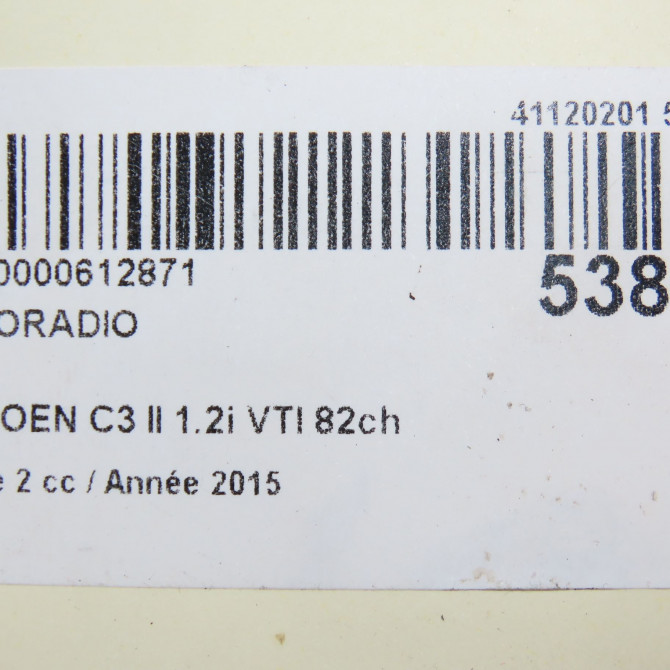 41120201 5
0000612871
538
ORADIO
OEN C3 II 1.2i VTI 82ch
e 2 cc / Année 2015